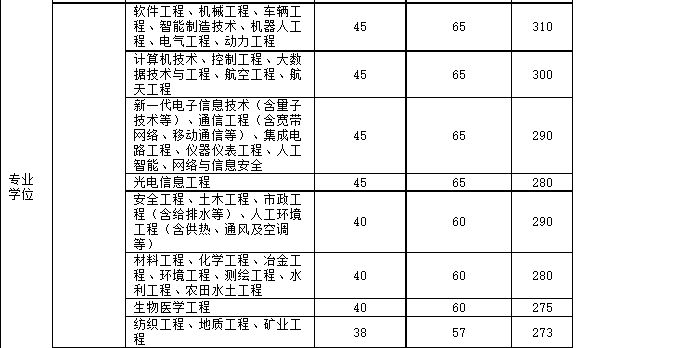 专业
学位
软件工程、机械工程、车辆工
程、智能制造技术、机器人工
程、电气工程、动力工程
45 65 310
计算机技术、控制工程、大数
据技术与工程、航空工程、航
天工程
45 65 300
新一代电子信息技术（含量子
技术等）、通信工程（含宽带
网络、移动通信等）、集成电
路工程、仪器仪表工程、人工
智能、网络与信息安全
45 65 290
光电信息工程
45 65 280
安全工程、土木工程、市政工
程（含给排水等）、人工环境
工程（含供热、通风及空调
等）
40 60 290
材料工程、化学工程、冶金工
程、环境工程、测绘工程、水
利工程、农田水土工程
40 60 280
生物医学工程
40 60 275
纺织工程、地质工程、矿业工
程
38 57 273